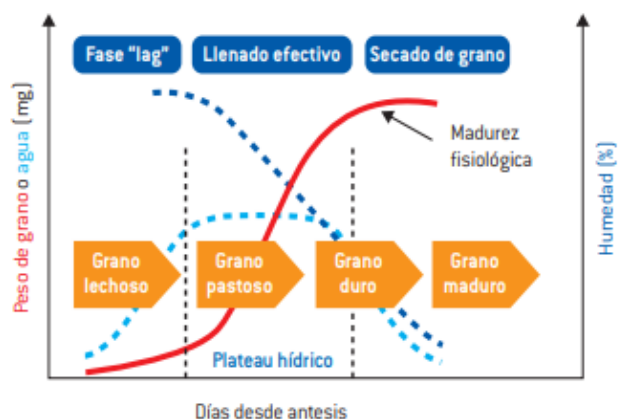 Fase "lag"
Llenado efectivo
Secado de grano
Peso de grano o agua (mg)
Humedad (%)
Madurez
fisiológica
Grano
lechoso
Grano
pastoso
Grano
duro
Grano
maduro
Plateau hídrico
Días desde antesis